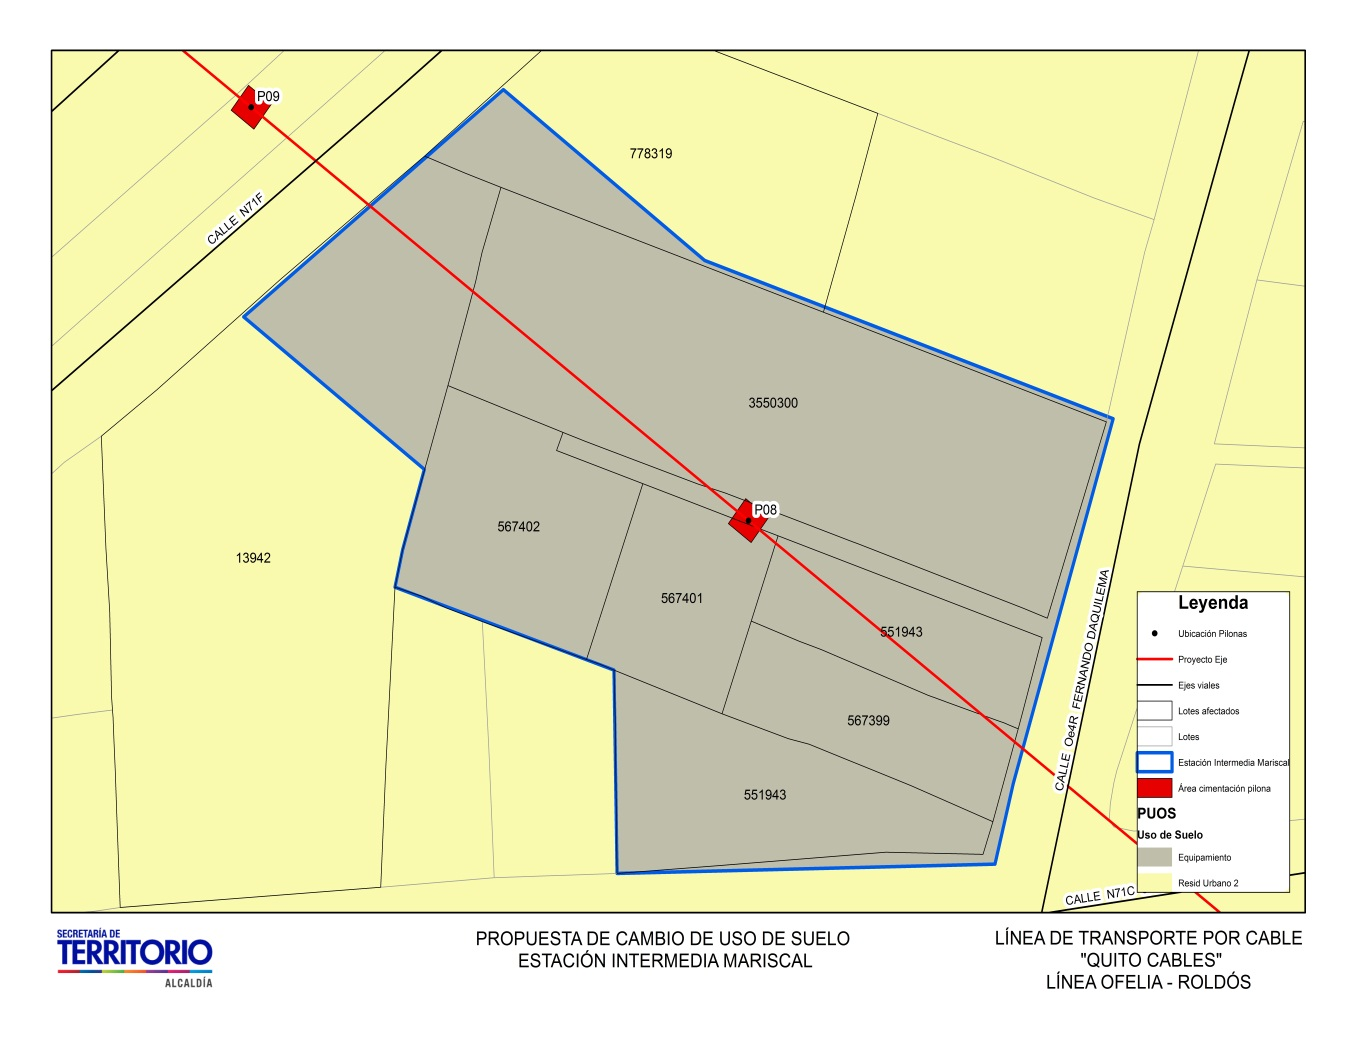 P09
778319
CALLE N71F
3550300
P08
567402
13942
567401
551943
567399
551943
CALLE Oe4R FERNANDO DAQUILEMA
CALLE N71C
Leyenda
Ubicación Pilonas
Proyecto Eje
Ejes viales
Lotes afectados
Lotes
Estación Intermedia Mariscal
Área cimentación pilona
PUOS
Uso de Suelo
Equipamiento
Resid Urbano 2
SECRETARÍA DE
TERRITORIO
ALCALDÍA
PROPUESTA DE CAMBIO DE USO DE SUELO
ESTACIÓN INTERMEDIA MARISCAL
LÍNEA DE TRANSPORTE POR CABLE
"QUITO CABLES"
LÍNEA OFELIA - ROLDÓS